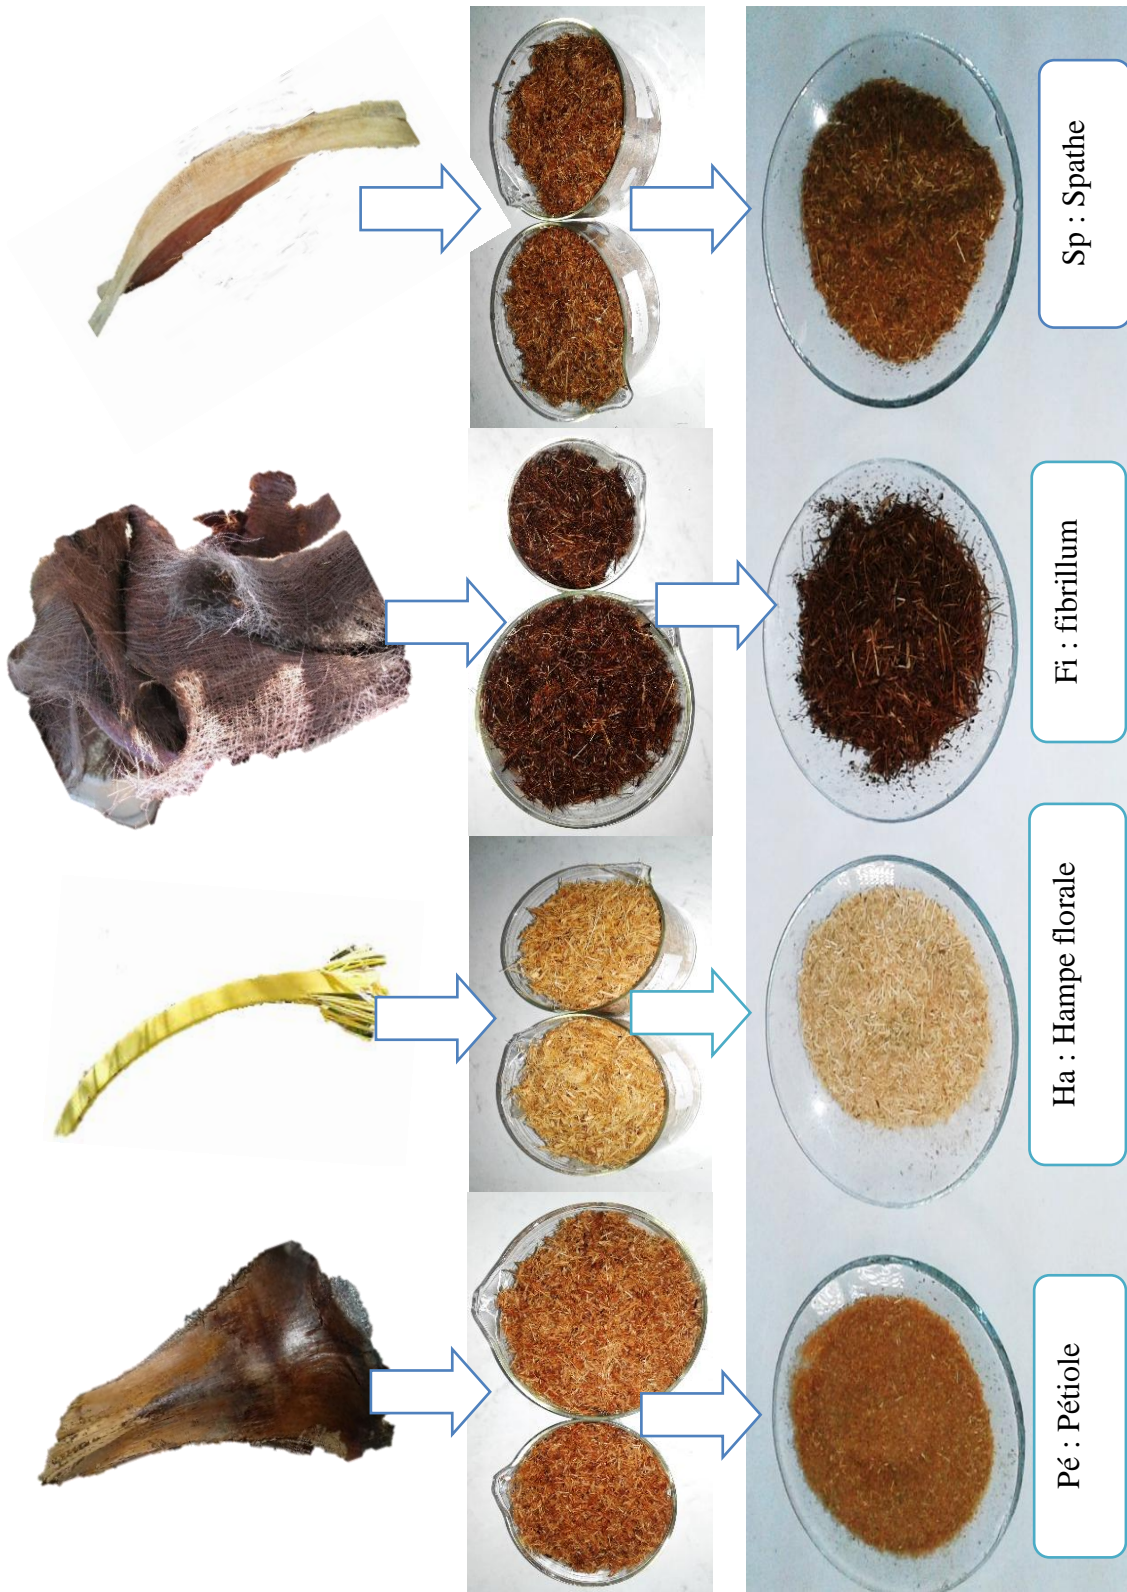 Sp : Spathe
Fi : fibrillum
Ha : Hampe florale
Pé : Pétiole